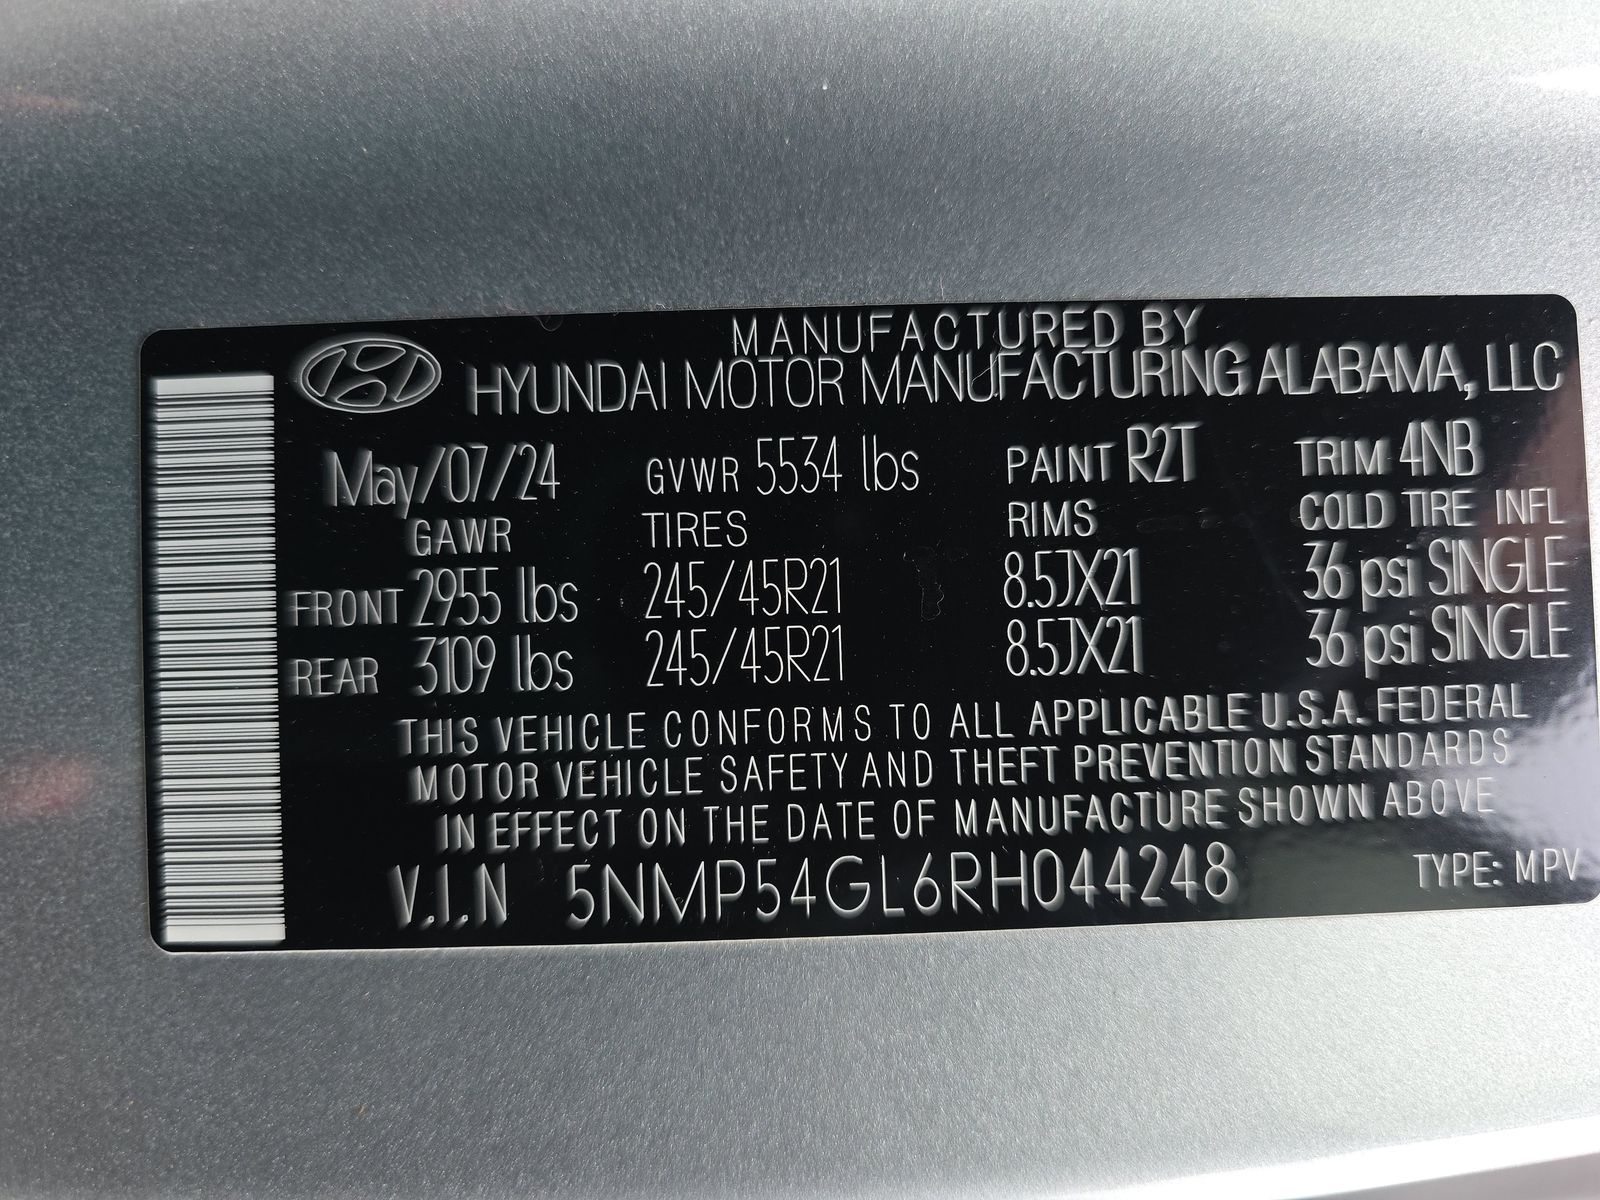 MANUFACTURED BY
HYUNDAI MOTOR MANUFACTURING ALABAMA, LLC
May/07/24 GVWR 5534 lbs PAINT R2T TRIM 4NB
GAWR TIRES RIMS COLD TIRE INFL
FRONT 2955 lbs 245/45R21 8.5JX21 36 psi SINGLE
REAR 3109 lbs 245/45R21 8.5JX21 36 psi SINGLE
THIS VEHICLE CONFORMS TO ALL APPLICABLE U.S.A. FEDERAL
MOTOR VEHICLE SAFETY AND THEFT PREVENTION STANDARDS
IN EFFECT ON THE DATE OF MANUFACTURE SHOWN ABOVE
V.I.N 5NMP54GL6RH044248 TYPE: MPV